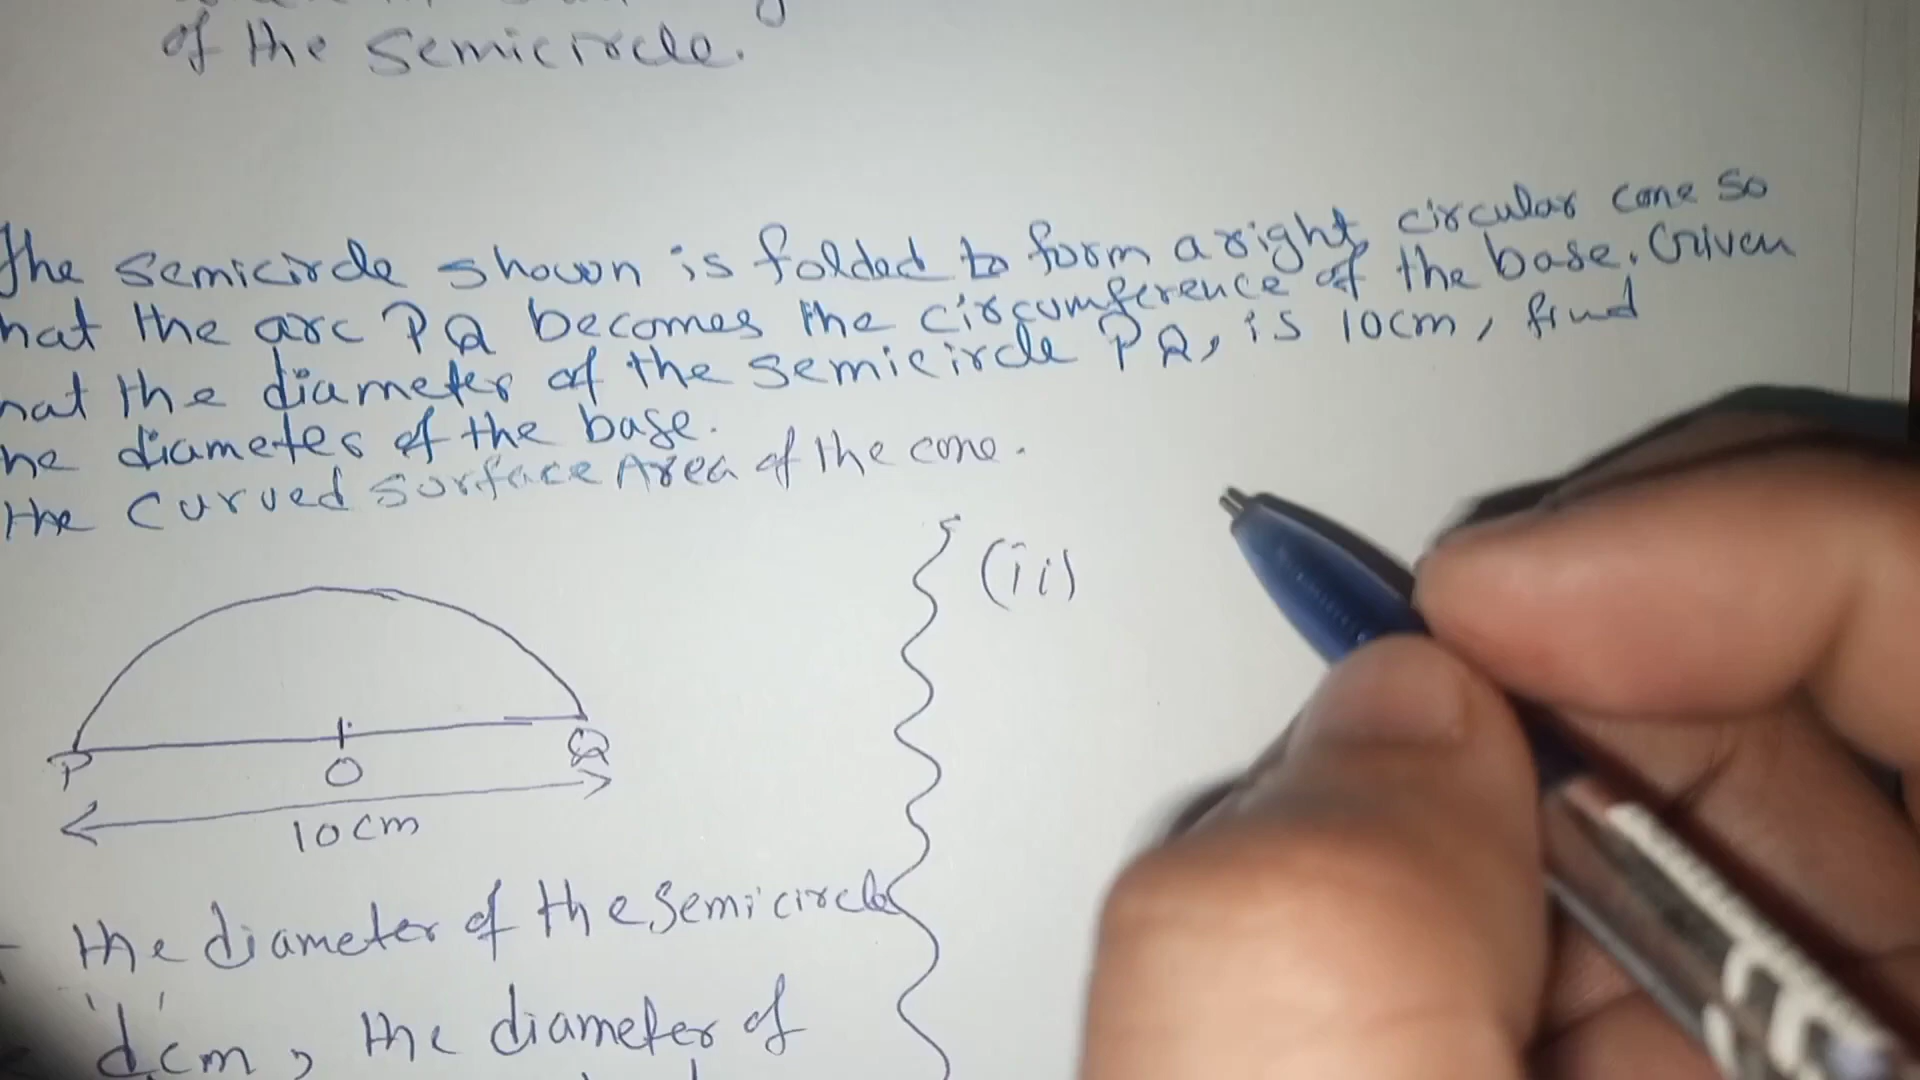 of the semicircle.
The semicircle shown is folded to form a right circular cone so
hat the arc PQ becomes the circumference of the base. Given
hat the diameter of the semicircle PQ, is 10cm, find
he diameter of the base.
the curved surface Area of the cone.
(ii)
P O Q
10cm
the diameter of the semicircle
'd'cm, the diameter of